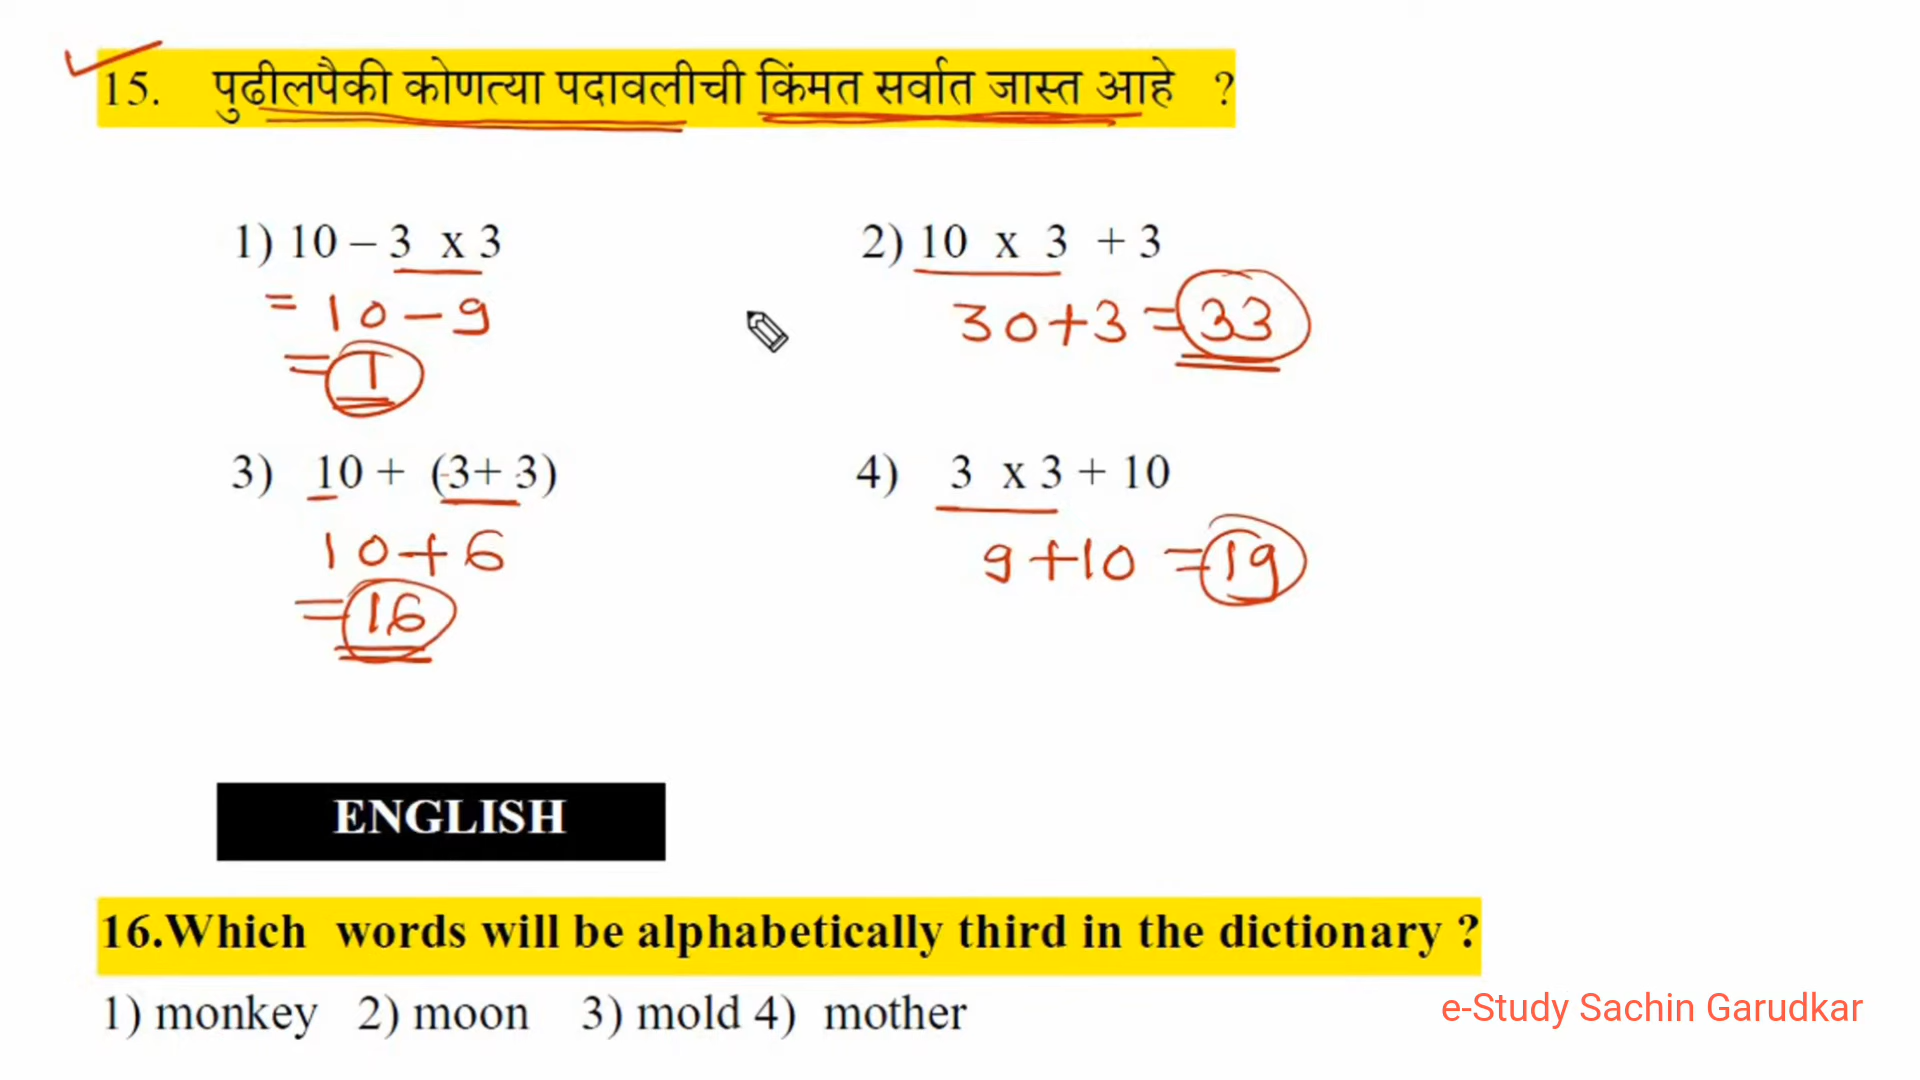 15. पुढीलपैकी कोणत्या पदावलीची किंमत सर्वात जास्त आहे ?
1) 10 – 3 x 3 2) 10 x 3 + 3
= 10 - 9 30+3 = 33
= 1
3) 10 + (3+ 3) 4) 3 x 3 + 10
10+6 9+10 = 19
= 16
ENGLISH
16.Which words will be alphabetically third in the dictionary ?
1) monkey 2) moon 3) mold 4) mother
e-Study Sachin Garudkar